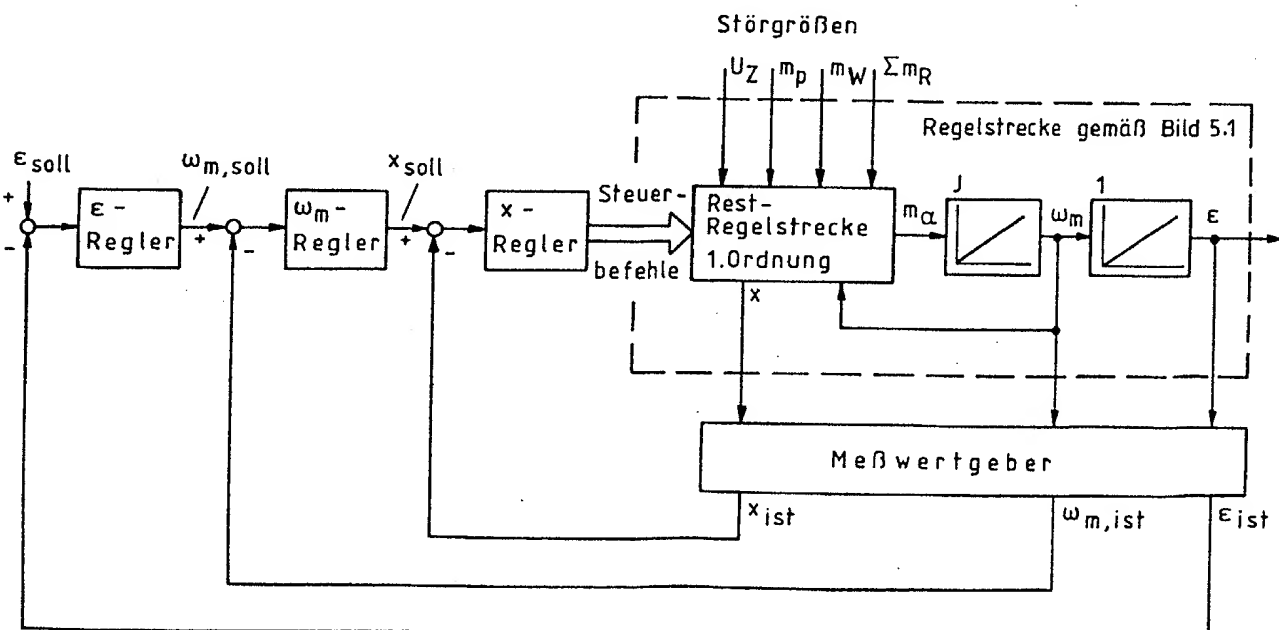 Störgrößen
U_Z m_p m_W Σm_R
Regelstrecke gemäß Bild 5.1
ε_soll
ω_m,soll
x_soll
+
-
ε-
Regler
+
-
ω_m-
Regler
+
-
x-
Regler
Steuer-
befehle
Rest-
Regelstrecke
1.Ordnung
m_α
J
ω_m
1
ε
x
Meßwertgeber
x_ist
ω_m,ist
ε_ist